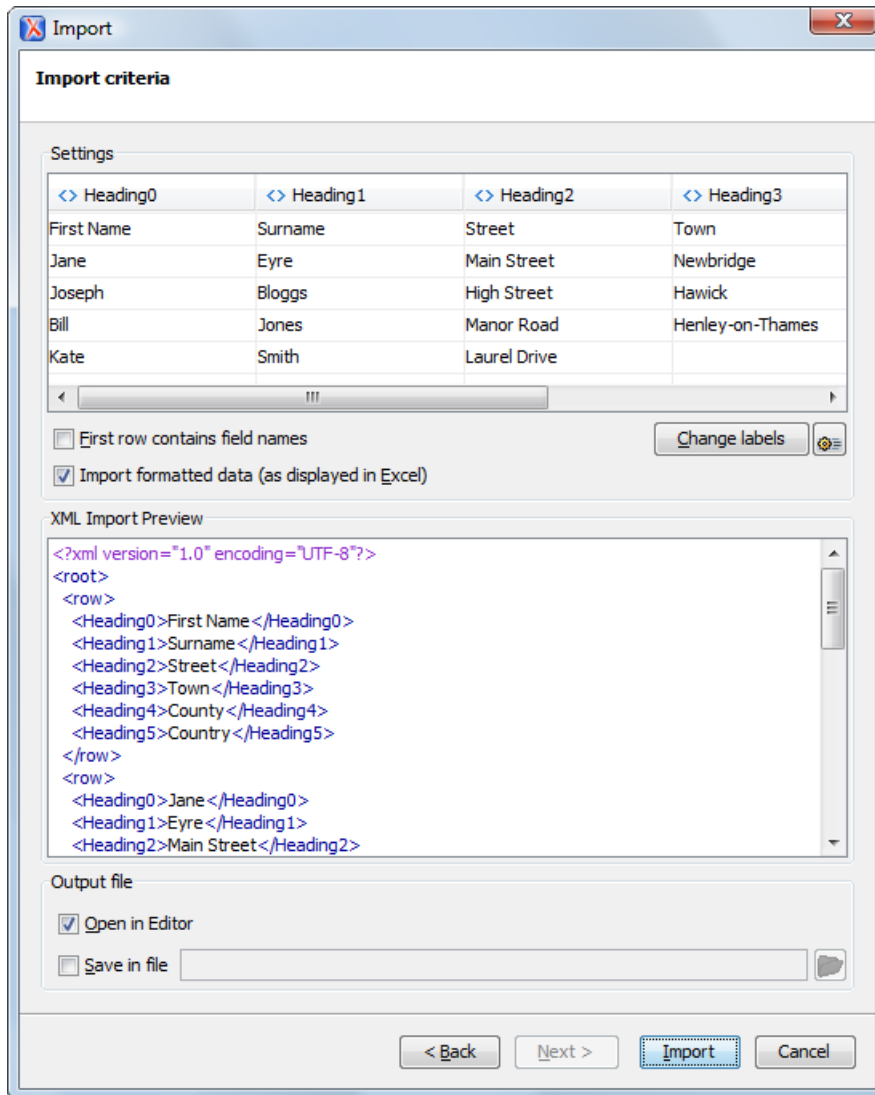 Import
Import criteria
Settings
<> Heading0 <> Heading1 <> Heading2 <> Heading3
First Name Surname Street Town
Jane Eyre Main Street Newbridge
Joseph Bloggs High Street Hawick
Bill Jones Manor Road Henley-on-Thames
Kate Smith Laurel Drive
First row contains field names Change labels
Import formatted data (as displayed in Excel)
XML Import Preview
<?xml version="1.0" encoding="UTF-8"?>
<root>
<row>
<Heading0>First Name</Heading0>
<Heading1>Surname</Heading1>
<Heading2>Street</Heading2>
<Heading3>Town</Heading3>
<Heading4>County</Heading4>
<Heading5>Country</Heading5>
</row>
<row>
<Heading0>Jane</Heading0>
<Heading1>Eyre</Heading1>
<Heading2>Main Street</Heading2>
Output file
Open in Editor
Save in file
< Back Next > Import Cancel